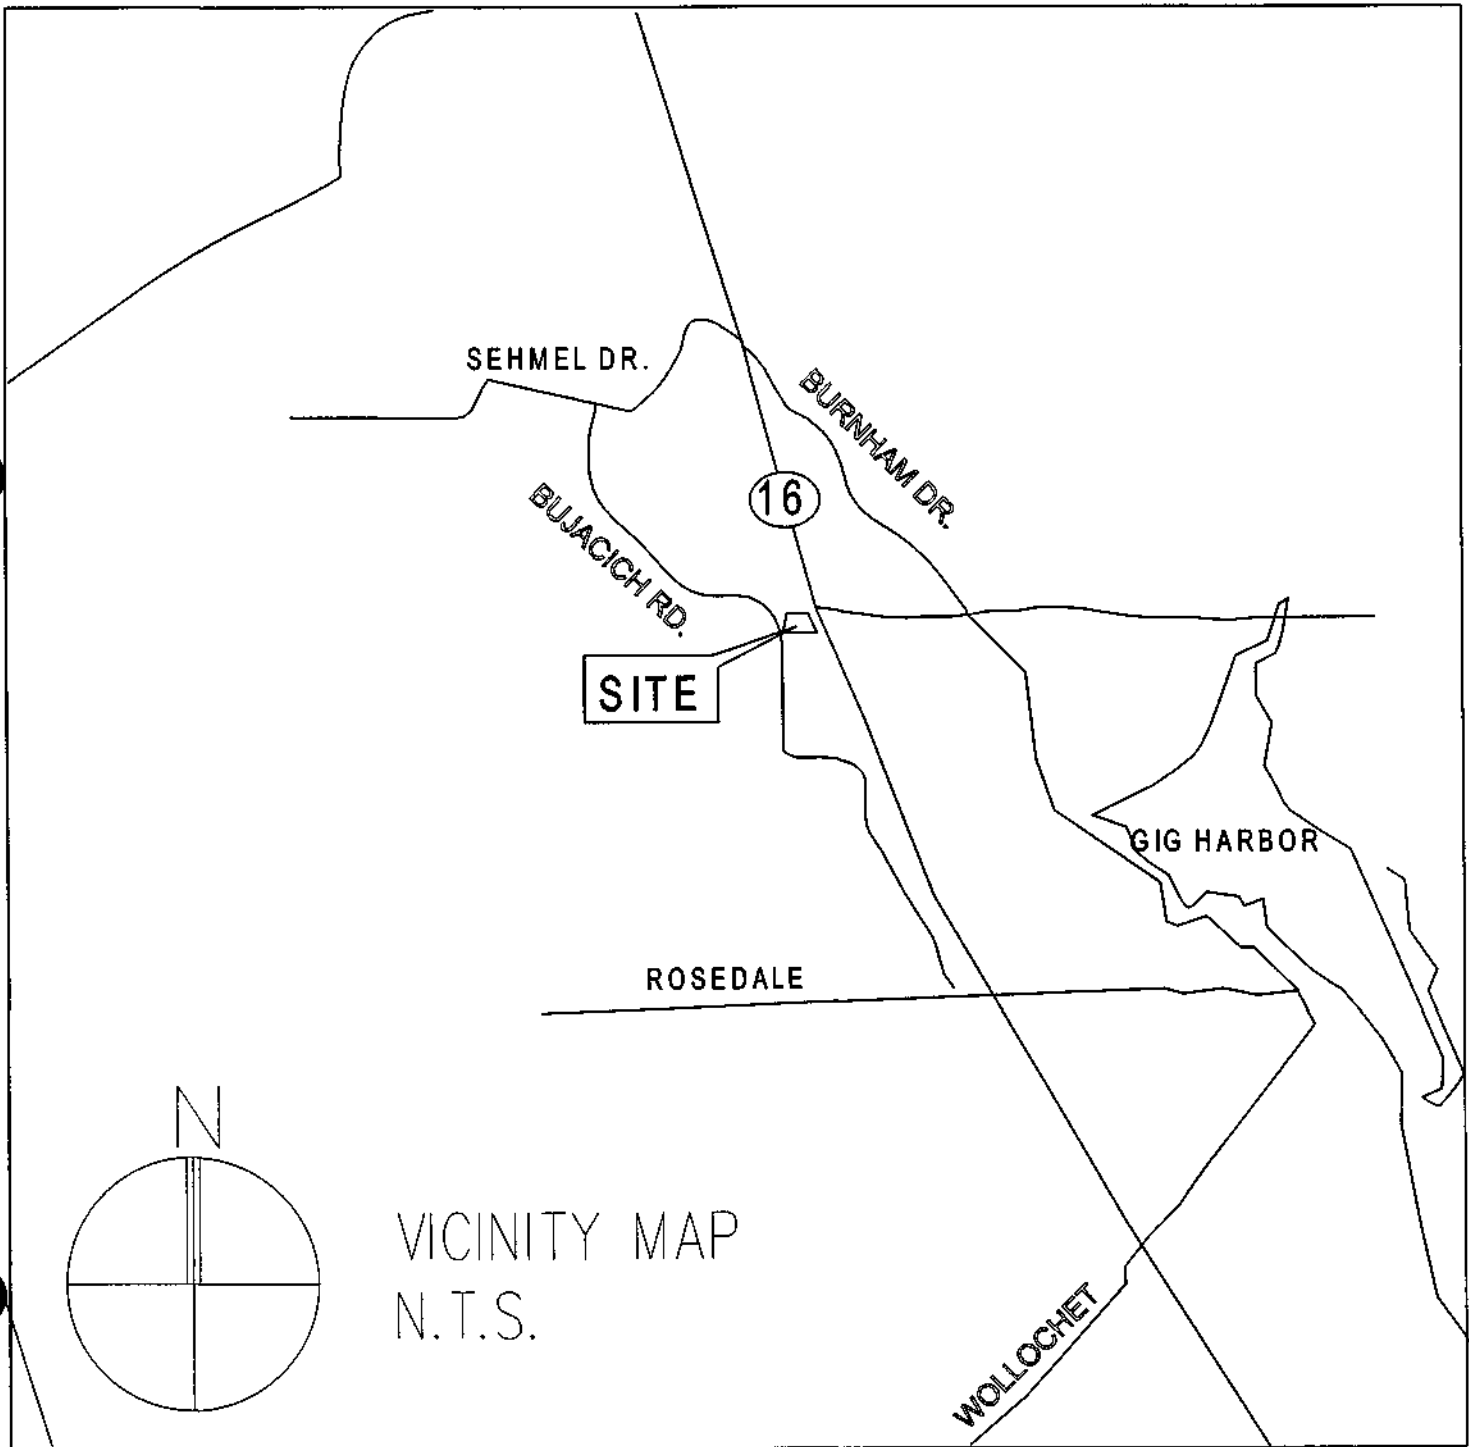 SEHMEL DR.
BURNHAM DR.
16
BUJACICH RD.
SITE
GIG HARBOR
ROSEDALE
N
VICINITY MAP
N.T.S.
WOLLOCHET